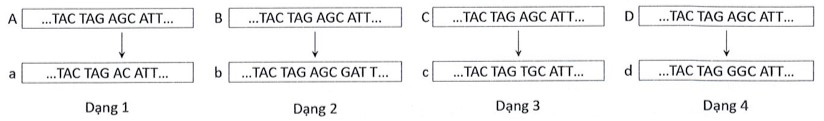 A ...TAC TAG AGC ATT... B ...TAC TAG AGC ATT... C ...TAC TAG AGC ATT... D ...TAC TAG AGC ATT...
a ...TAC TAG AC ATT... b ...TAC TAG AGC GAT T... c ...TAC TAG TGC ATT... d ...TAC TAG GGC ATT...
Dạng 1 Dạng 2 Dạng 3 Dạng 4